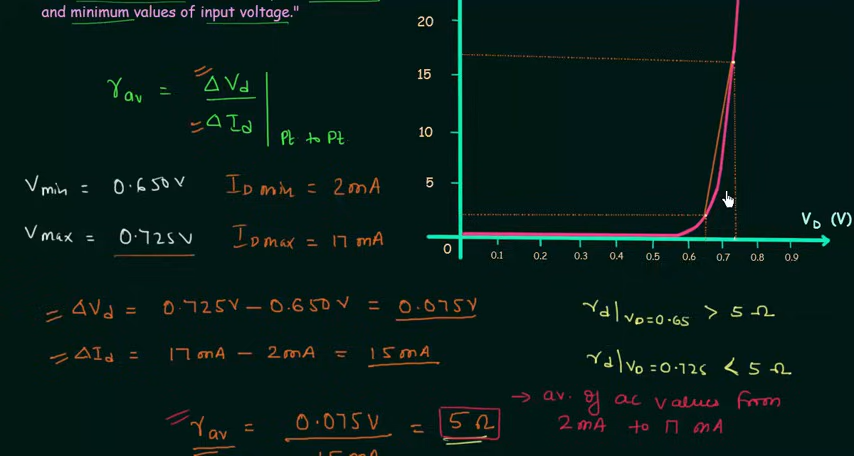 and minimum values of input voltage."
r_av = ΔV_d / ΔI_d | Pt to Pt
V_min = 0.650V I_D min = 2mA
V_max = 0.725V I_D max = 17 mA
ΔV_d = 0.725V - 0.650V = 0.075V
ΔI_d = 17mA - 2mA = 15mA
r_av = 0.075V / 15mA = 5Ω
20
15
10
5
0
0.1 0.2 0.3 0.4 0.5 0.6 0.7 0.8 0.9
V_D (V)
r_d|V_D=0.65 > 5Ω
r_d|V_D=0.725 < 5Ω
→ av. of ac values from
2mA to 17 mA